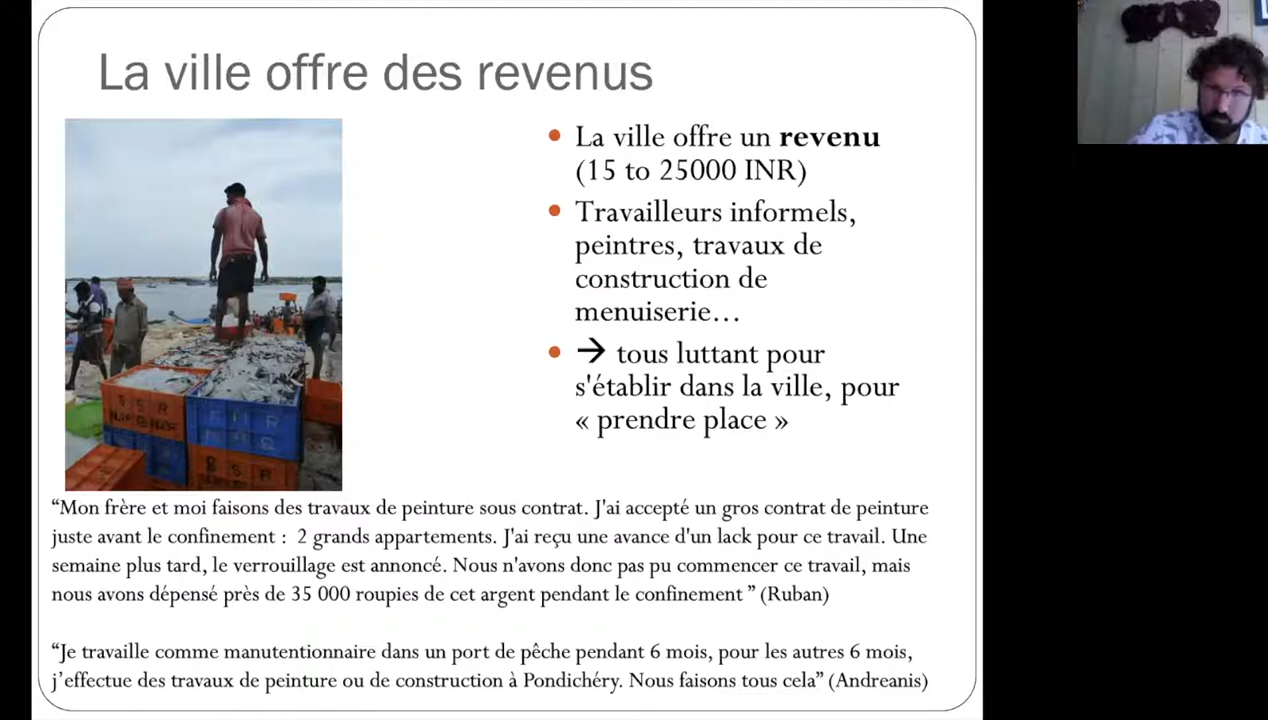 La ville offre des revenus
• La ville offre un revenu
(15 to 25000 INR)
• Travailleurs informels,
peintres, travaux de
construction de
menuiserie…
• → tous luttant pour
s'établir dans la ville, pour
« prendre place »
B S R
B S R
“Mon frère et moi faisons des travaux de peinture sous contrat. J'ai accepté un gros contrat de peinture
juste avant le confinement : 2 grands appartements. J'ai reçu une avance d'un lack pour ce travail. Une
semaine plus tard, le verrouillage est annoncé. Nous n'avons donc pas pu commencer ce travail, mais
nous avons dépensé près de 35 000 roupies de cet argent pendant le confinement ” (Ruban)
“Je travaille comme manutentionnaire dans un port de pêche pendant 6 mois, pour les autres 6 mois,
j’effectue des travaux de peinture ou de construction à Pondichéry. Nous faisons tous cela” (Andreanis)